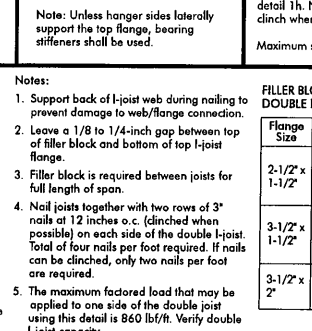 Note: Unless hanger sides laterally
support the top flange, bearing
stiffeners shall be used.
detail 1h. N
clinch whe
Maximum s
Notes:
1. Support back of I-joist web during nailing to
prevent damage to web/flange connection.
2. Leave a 1/8 to 1/4-inch gap between top
of filler block and bottom of top I-joist
flange.
3. Filler block is required between joists for
full length of span.
4. Nail joists together with two rows of 3"
nails at 12 inches o.c. (clinched when
possible) on each side of the double I-joist.
Total of four nails per foot required. If nails
can be clinched, only two nails per foot
are required.
5. The maximum factored load that may be
applied to one side of the double joist
using this detail is 860 lbf/ft. Verify double
I-joist capacity.
FILLER BLO
DOUBLE I
Flange
Size
2-1/2" x
1-1/2"
3-1/2" x
1-1/2"
3-1/2" x
2"